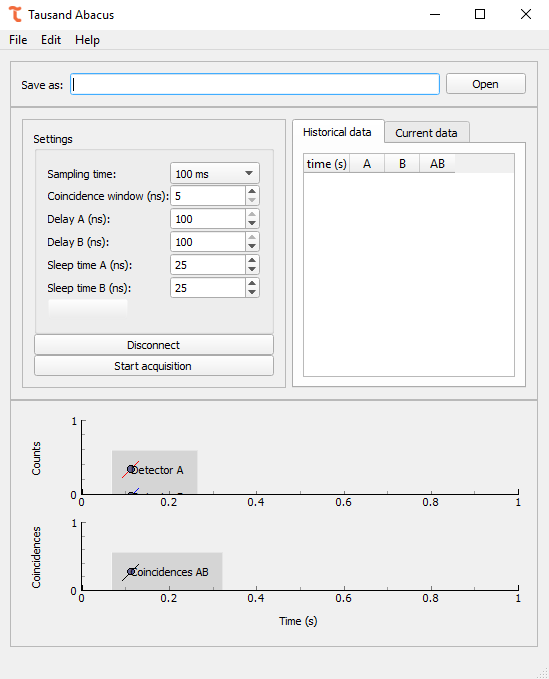 Tausand Abacus
File Edit Help
Save as: Open
Settings
Sampling time: 100 ms
Coincidence window (ns): 5
Delay A (ns): 100
Delay B (ns): 100
Sleep time A (ns): 25
Sleep time B (ns): 25
Disconnect
Start acquisition
Historical data Current data
time (s) A B AB
Counts
1
0
Detector A
0 0.2 0.4 0.6 0.8 1
Coincidences
1
0
Coincidences AB
0 0.2 0.4 0.6 0.8 1
Time (s)